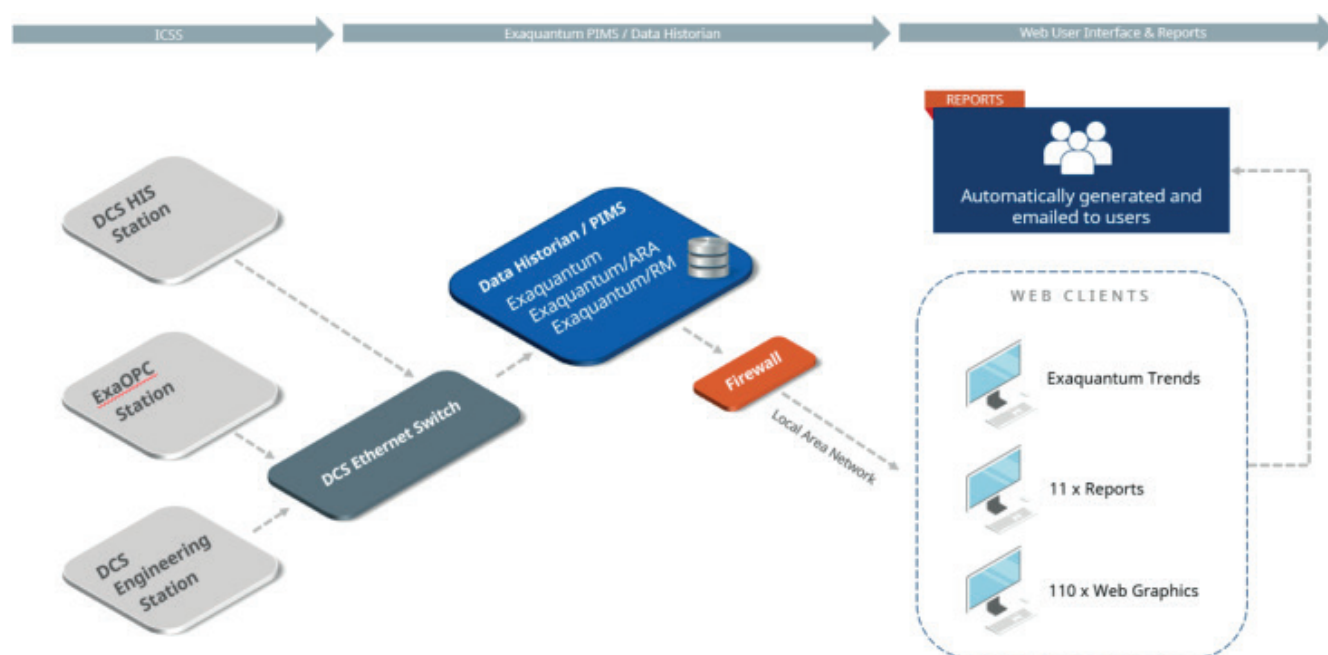 ICSS
Exaquantum PIMS / Data Historian
Web User Interface & Reports
REPORTS
Automatically generated and
emailed to users
DCS HIS
Station
ExaOPC
Station
DCS
Engineering
Station
DCS Ethernet Switch
Data Historian / PIMS
Exaquantum
Exaquantum/ARA
Exaquantum/RM
Firewall
Local Area Network
WEB CLIENTS
Exaquantum Trends
11 x Reports
110 x Web Graphics